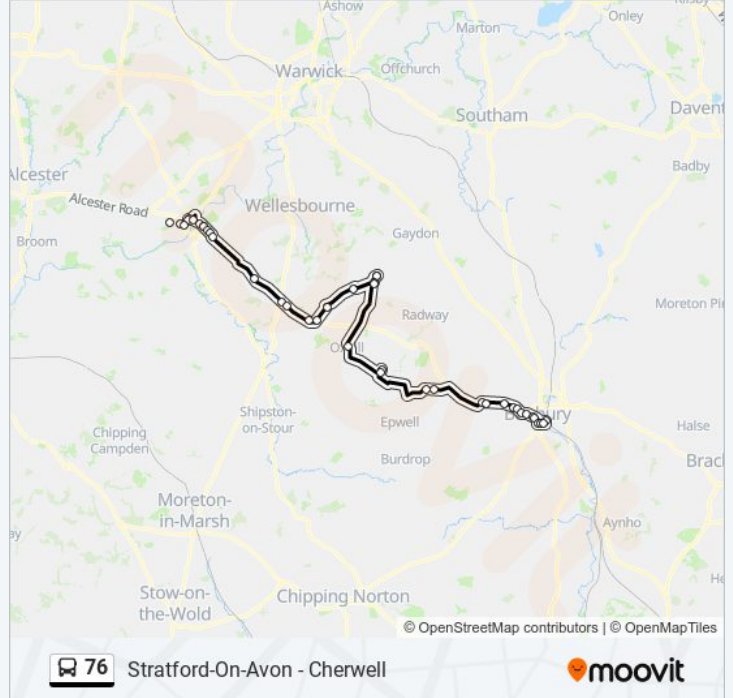 Ashow
Onley
Marton
Warwick
Offchurch
Southam
Davent
Badby
Alcester
Alcester Road
Wellesbourne
Broom
Gaydon
Moreton Pi
Radway
Shipston-
on-Stour
Epwell
Halse
Chipping
Campden
Burdrop
Brac
Moreton-
in-Marsh
Aynho
ay
Stow-on-
the-Wold
Chipping Norton
He
© OpenStreetMap contributors | © OpenMapTiles
76 Stratford-On-Avon - Cherwell
moovit